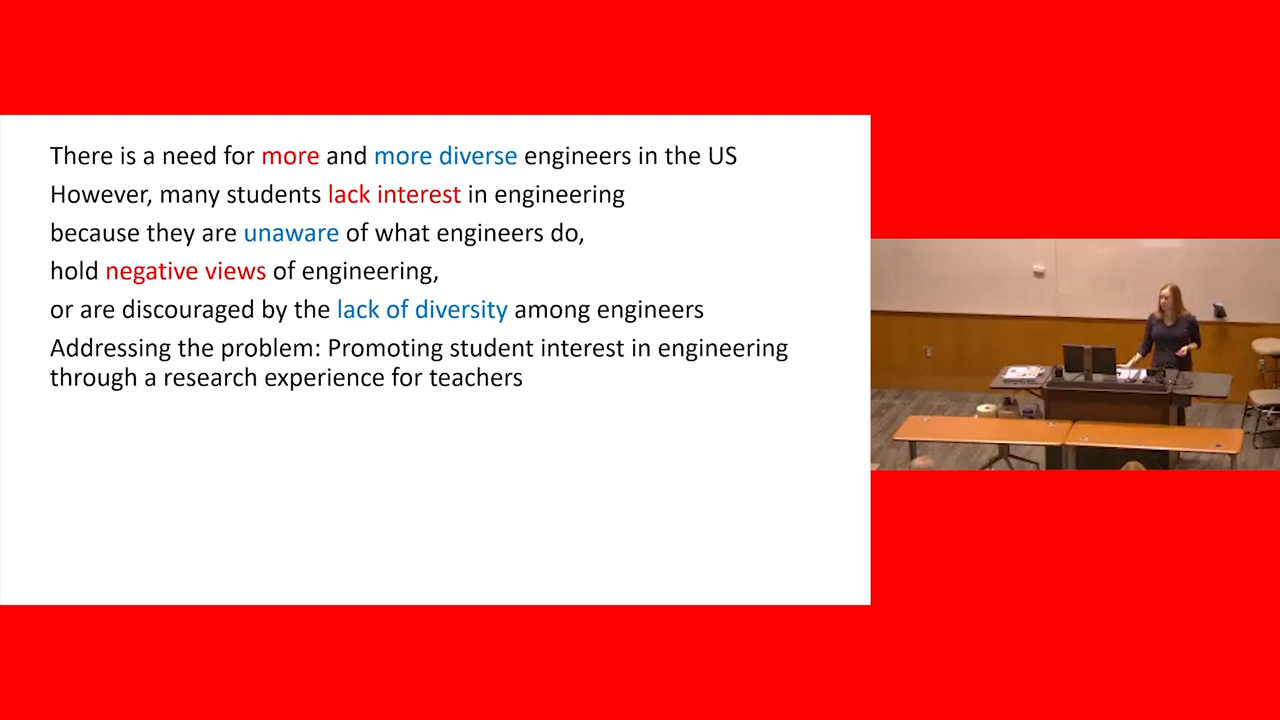 There is a need for more and more diverse engineers in the US
However, many students lack interest in engineering
because they are unaware of what engineers do,
hold negative views of engineering,
or are discouraged by the lack of diversity among engineers
Addressing the problem: Promoting student interest in engineering
through a research experience for teachers